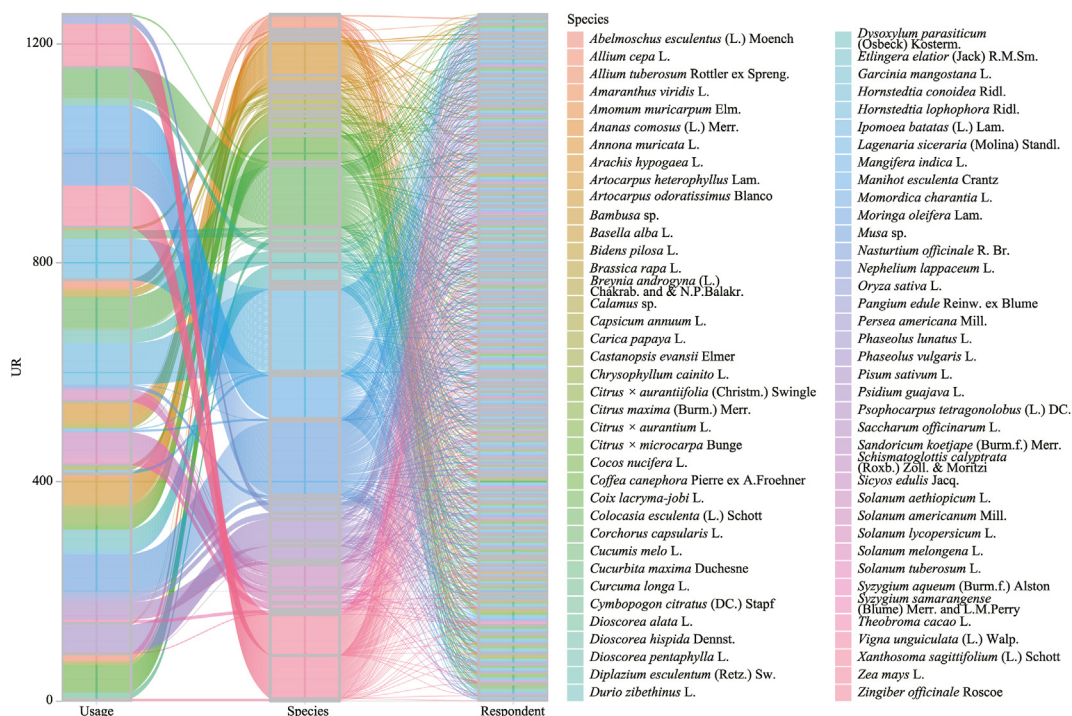 Species
1200
800
UR
400
0
Usage
Species
Respondent
Abelmoschus esculentus (L.) Moench
Allium cepa L.
Allium tuberosum Rottler ex Spreng.
Amaranthus viridis L.
Amomum muricarpum Elm.
Ananas comosus (L.) Merr.
Annona muricata L.
Arachis hypogaea L.
Artocarpus heterophyllus Lam.
Artocarpus odoratissimus Blanco
Bambusa sp.
Basella alba L.
Bidens pilosa L.
Brassica rapa L.
Breynia androgyna (L.)
Chakrab. and & N.P.Balakr.
Calamus sp.
Capsicum annuum L.
Carica papaya L.
Castanopsis evansii Elmer
Chrysophyllum cainito L.
Citrus × aurantiifolia (Christm.) Swingle
Citrus maxima (Burm.) Merr.
Citrus × aurantium L.
Citrus × microcarpa Bunge
Cocos nucifera L.
Coffea canephora Pierre ex A.Froehner
Coix lacryma-jobi L.
Colocasia esculenta (L.) Schott
Corchorus capsularis L.
Cucumis melo L.
Cucurbita maxima Duchesne
Curcuma longa L.
Cymbopogon citratus (DC.) Stapf
Dioscorea alata L.
Dioscorea hispida Dennst.
Dioscorea pentaphylla L.
Diplazium esculentum (Retz.) Sw.
Durio zibethinus L.
Dysoxylum parasiticum
(Osbeck) Kosterm.
Etlingera elatior (Jack) R.M.Sm.
Garcinia mangostana L.
Hornstedtia conoidea Ridl.
Hornstedtia lophophora Ridl.
Ipomoea batatas (L.) Lam.
Lagenaria siceraria (Molina) Standl.
Mangifera indica L.
Manihot esculenta Crantz
Momordica charantia L.
Moringa oleifera Lam.
Musa sp.
Nasturtium officinale R. Br.
Nephelium lappaceum L.
Oryza sativa L.
Pangium edule Reinw. ex Blume
Persea americana Mill.
Phaseolus lunatus L.
Phaseolus vulgaris L.
Pisum sativum L.
Psidium guajava L.
Psophocarpus tetragonolobus (L.) DC.
Saccharum officinarum L.
Sandoricum koetjape (Burm.f.) Merr.
Schismatoglottis calyptrata
(Roxb.) Zoll. & Moritzi
Sicyos edulis Jacq.
Solanum aethiopicum L.
Solanum americanum Mill.
Solanum lycopersicum L.
Solanum melongena L.
Solanum tuberosum L.
Syzygium aqueum (Burm.f.) Alston
Syzygium samarangense
(Blume) Merr. and L.M.Perry
Theobroma cacao L.
Vigna unguiculata (L.) Walp.
Xanthosoma sagittifolium (L.) Schott
Zea mays L.
Zingiber officinale Roscoe